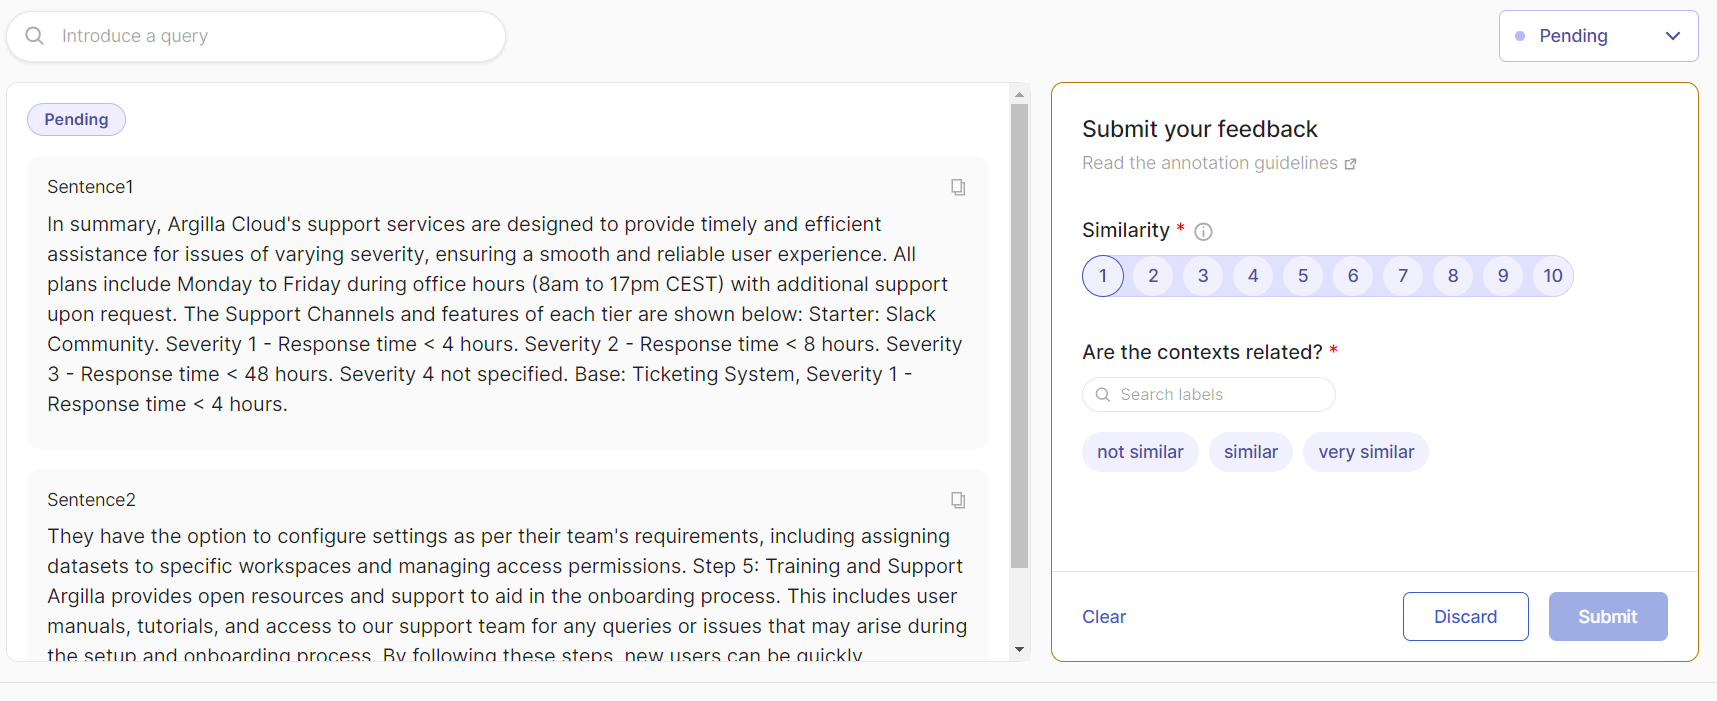 Introduce a query
Pending
Pending
Sentence1
In summary, Argilla Cloud's support services are designed to provide timely and efficient
assistance for issues of varying severity, ensuring a smooth and reliable user experience. All
plans include Monday to Friday during office hours (8am to 17pm CEST) with additional support
upon request. The Support Channels and features of each tier are shown below: Starter: Slack
Community. Severity 1 - Response time < 4 hours. Severity 2 - Response time < 8 hours. Severity
3 - Response time < 48 hours. Severity 4 not specified. Base: Ticketing System, Severity 1 -
Response time < 4 hours.
Sentence2
They have the option to configure settings as per their team's requirements, including assigning
datasets to specific workspaces and managing access permissions. Step 5: Training and Support
Argilla provides open resources and support to aid in the onboarding process. This includes user
manuals, tutorials, and access to our support team for any queries or issues that may arise during
the setup and onboarding process. By following these steps, new users can be quickly
Submit your feedback
Read the annotation guidelines
Similarity *
1 2 3 4 5 6 7 8 9 10
Are the contexts related? *
Search labels
not similar similar very similar
Clear Discard Submit